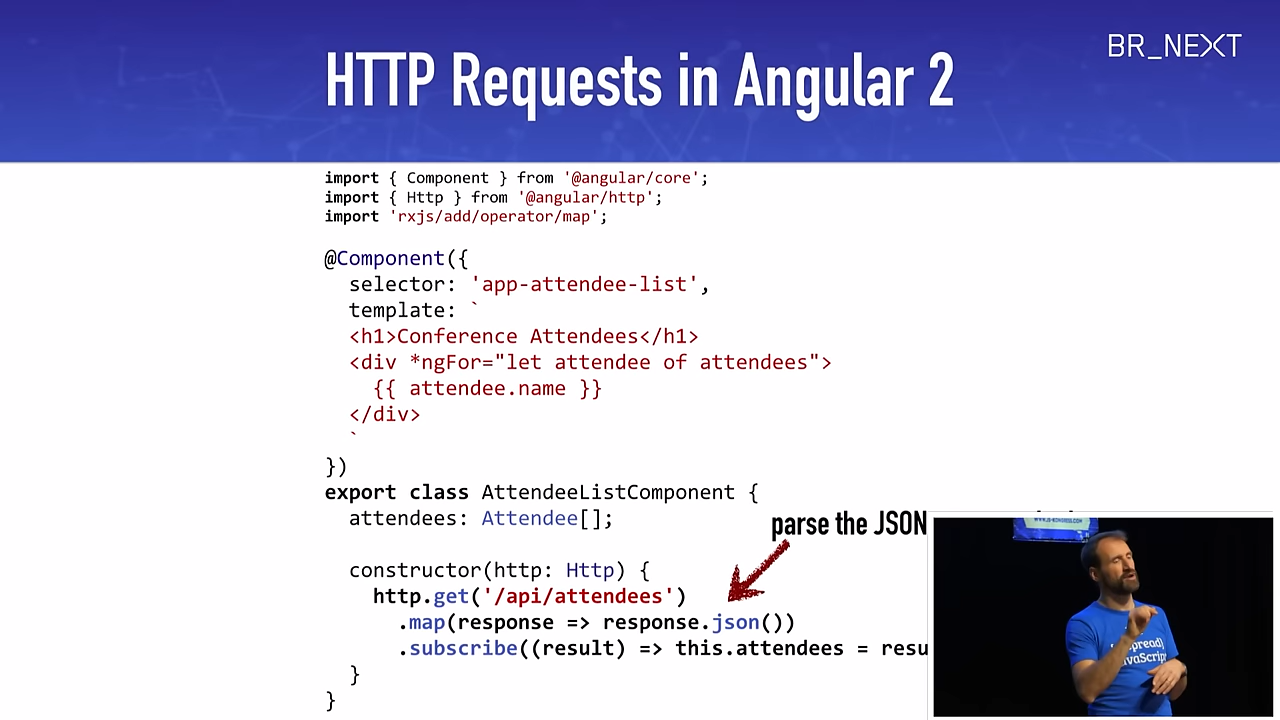 BR_NEXT
HTTP Requests in Angular 2
import { Component } from '@angular/core';
import { Http } from '@angular/http';
import 'rxjs/add/operator/map';
@Component({
selector: 'app-attendee-list',
template: `
<h1>Conference Attendees</h1>
<div *ngFor="let attendee of attendees">
{{ attendee.name }}
</div>
`
})
export class AttendeeListComponent {
attendees: Attendee[];
parse the JSON
constructor(http: Http) {
http.get('/api/attendees')
.map(response => response.json())
.subscribe((result) => this.attendees = resu
}
}